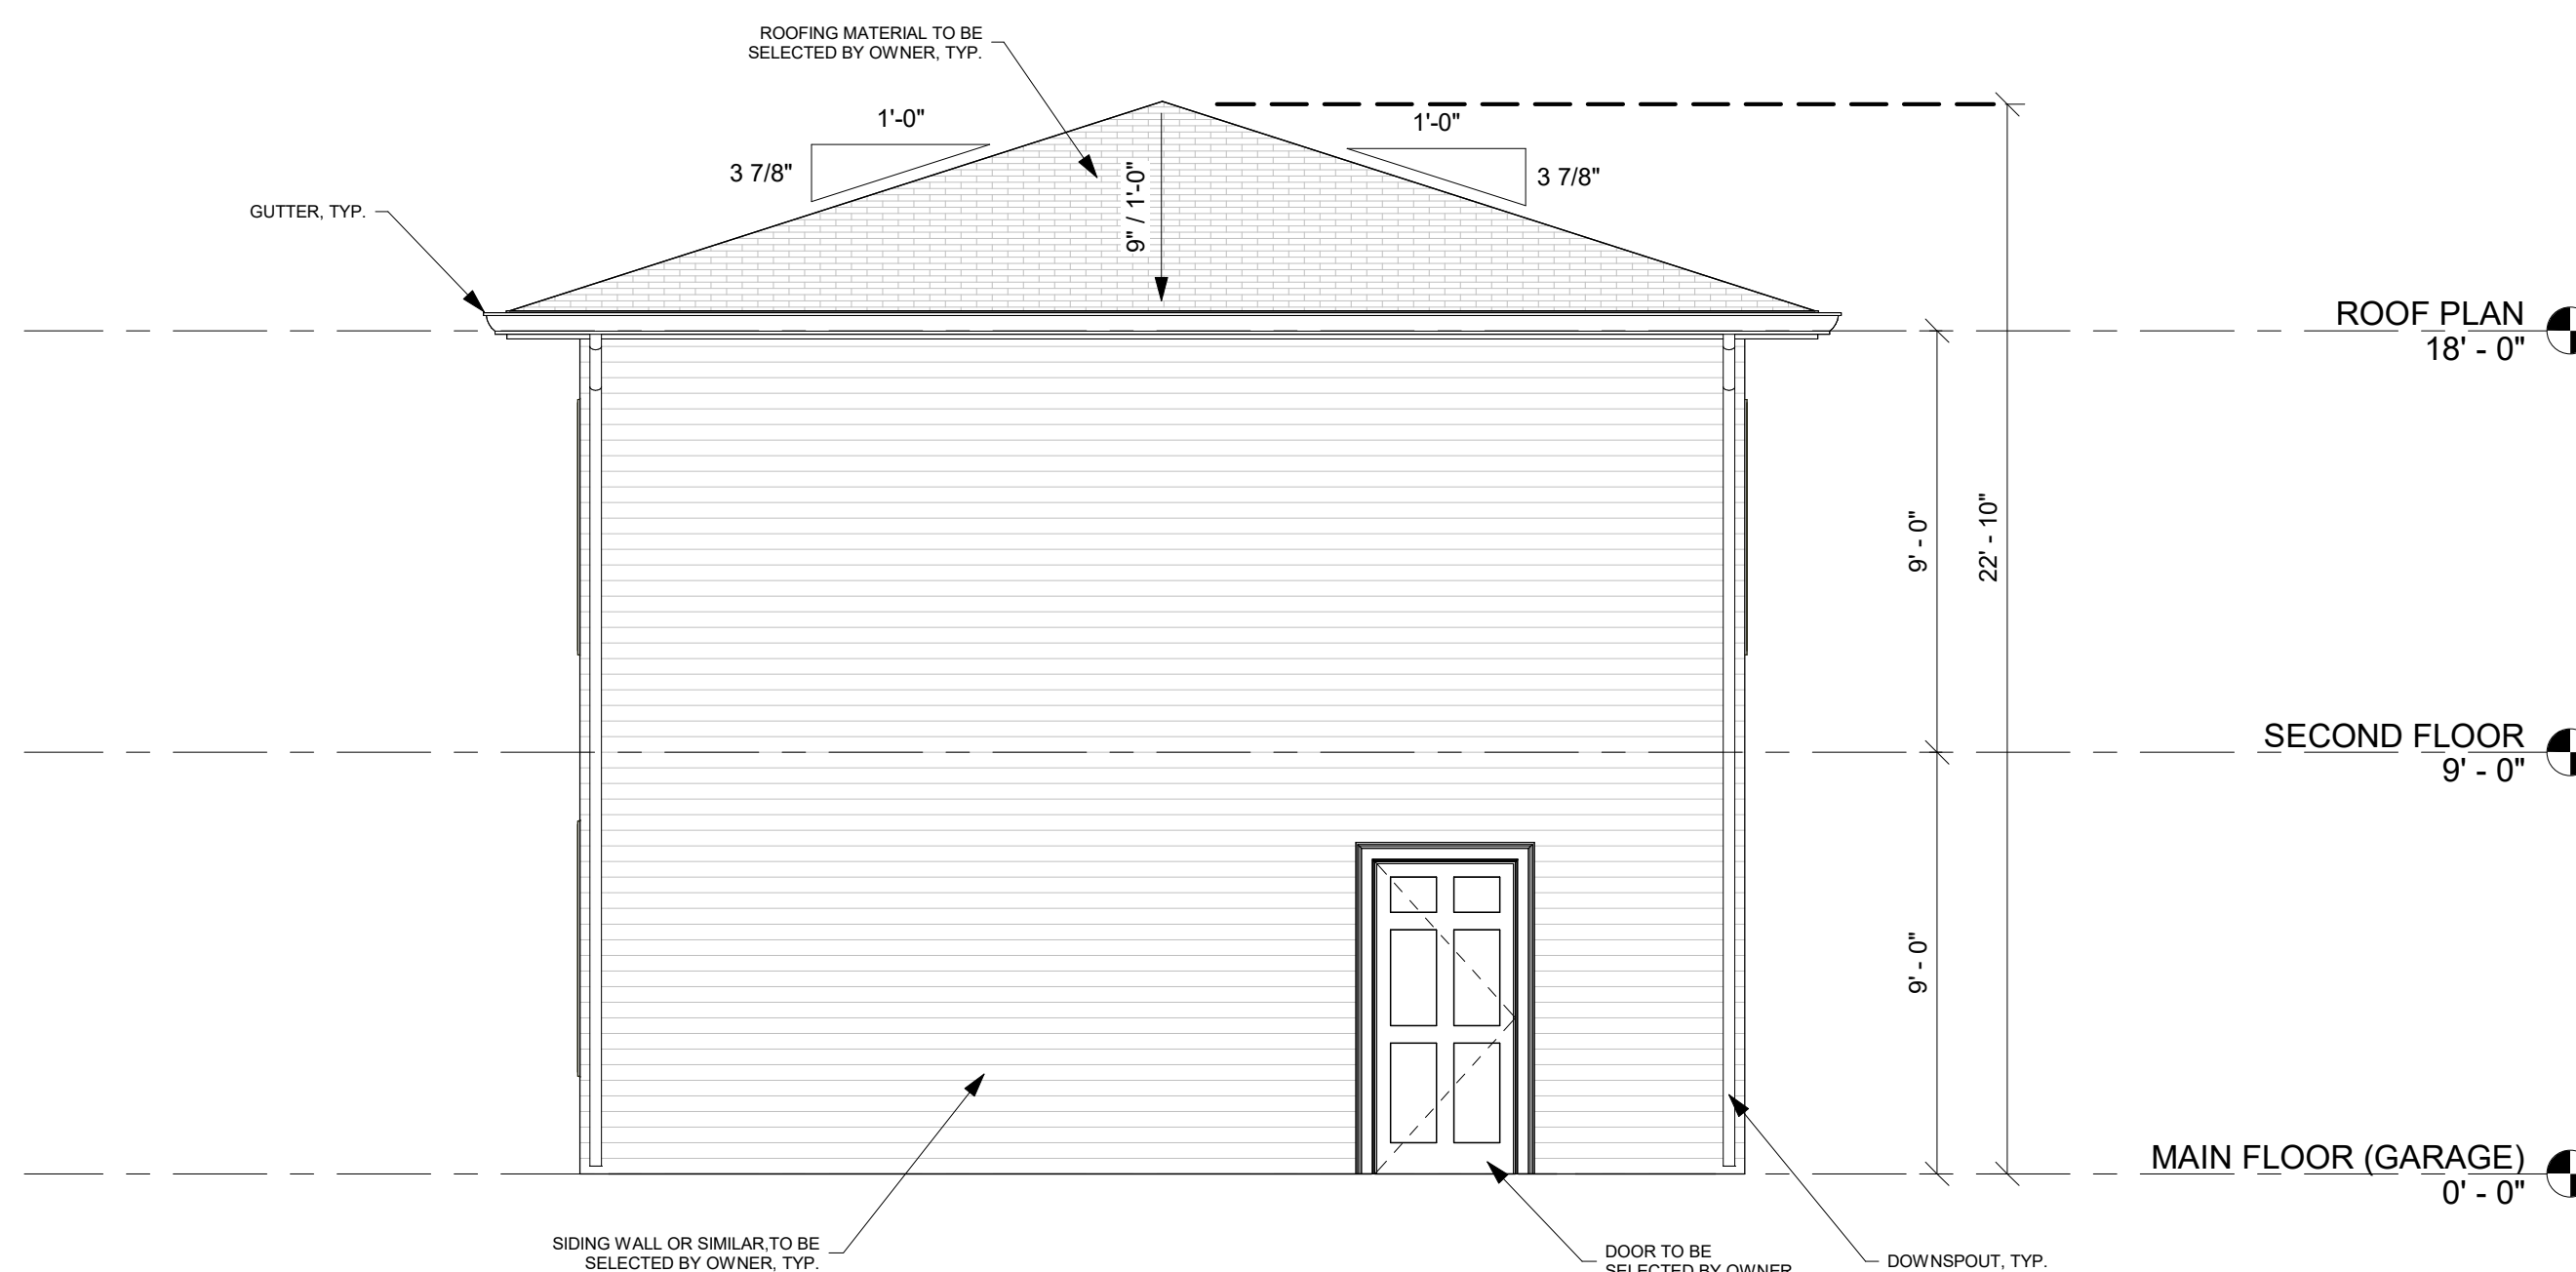 ROOFING MATERIAL TO BE
SELECTED BY OWNER, TYP.
1'-0"
1'-0"
3 7/8"
3 7/8"
9" / 1'-0"
GUTTER, TYP.
ROOF PLAN
18' - 0"
9' - 0"
22' - 10"
SECOND FLOOR
9' - 0"
9' - 0"
MAIN FLOOR (GARAGE)
0' - 0"
SIDING WALL OR SIMILAR,TO BE
SELECTED BY OWNER, TYP.
DOOR TO BE
SELECTED BY OWNER
DOWNSPOUT, TYP.